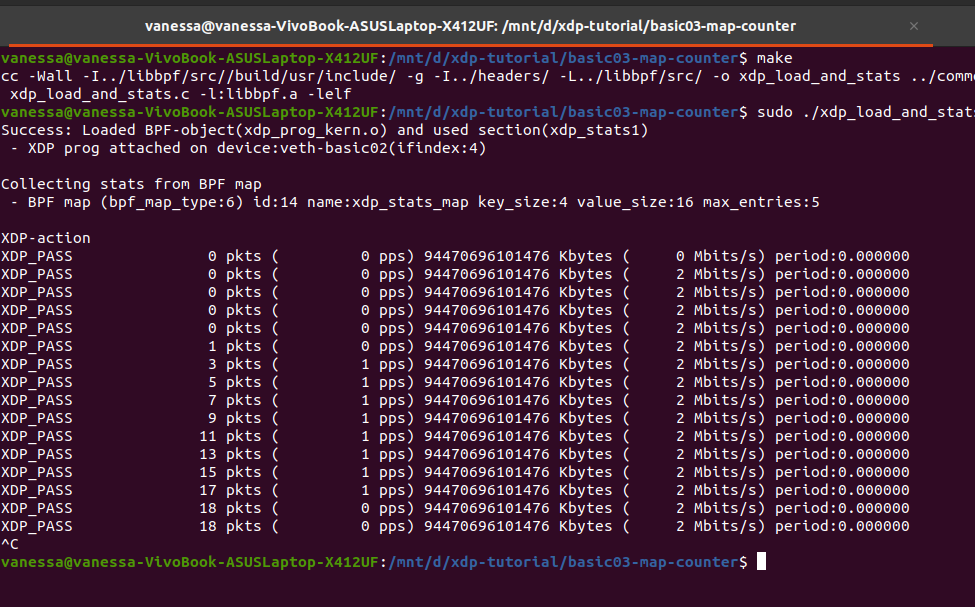 vanessa@vanessa-VivoBook-ASUSLaptop-X412UF: /mnt/d/xdp-tutorial/basic03-map-counter ×
vanessa@vanessa-VivoBook-ASUSLaptop-X412UF:/mnt/d/xdp-tutorial/basic03-map-counter$ make
cc -Wall -I../libbpf/src//build/usr/include/ -g -I../headers/ -L../libbpf/src/ -o xdp_load_and_stats ../comm
 xdp_load_and_stats.c -l:libbpf.a -lelf
vanessa@vanessa-VivoBook-ASUSLaptop-X412UF:/mnt/d/xdp-tutorial/basic03-map-counter$ sudo ./xdp_load_and_stat
Success: Loaded BPF-object(xdp_prog_kern.o) and used section(xdp_stats1)
 - XDP prog attached on device:veth-basic02(ifindex:4)

Collecting stats from BPF map
 - BPF map (bpf_map_type:6) id:14 name:xdp_stats_map key_size:4 value_size:16 max_entries:5

XDP-action
XDP_PASS               0 pkts (         0 pps) 94470696101476 Kbytes (     0 Mbits/s) period:0.000000
XDP_PASS               0 pkts (         0 pps) 94470696101476 Kbytes (     2 Mbits/s) period:0.000000
XDP_PASS               0 pkts (         0 pps) 94470696101476 Kbytes (     2 Mbits/s) period:0.000000
XDP_PASS               0 pkts (         0 pps) 94470696101476 Kbytes (     2 Mbits/s) period:0.000000
XDP_PASS               0 pkts (         0 pps) 94470696101476 Kbytes (     2 Mbits/s) period:0.000000
XDP_PASS               1 pkts (         0 pps) 94470696101476 Kbytes (     2 Mbits/s) period:0.000000
XDP_PASS               3 pkts (         1 pps) 94470696101476 Kbytes (     2 Mbits/s) period:0.000000
XDP_PASS               5 pkts (         1 pps) 94470696101476 Kbytes (     2 Mbits/s) period:0.000000
XDP_PASS               7 pkts (         1 pps) 94470696101476 Kbytes (     2 Mbits/s) period:0.000000
XDP_PASS               9 pkts (         1 pps) 94470696101476 Kbytes (     2 Mbits/s) period:0.000000
XDP_PASS              11 pkts (         1 pps) 94470696101476 Kbytes (     2 Mbits/s) period:0.000000
XDP_PASS              13 pkts (         1 pps) 94470696101476 Kbytes (     2 Mbits/s) period:0.000000
XDP_PASS              15 pkts (         1 pps) 94470696101476 Kbytes (     2 Mbits/s) period:0.000000
XDP_PASS              17 pkts (         1 pps) 94470696101476 Kbytes (     2 Mbits/s) period:0.000000
XDP_PASS              18 pkts (         0 pps) 94470696101476 Kbytes (     2 Mbits/s) period:0.000000
XDP_PASS              18 pkts (         0 pps) 94470696101476 Kbytes (     2 Mbits/s) period:0.000000
^C
vanessa@vanessa-VivoBook-ASUSLaptop-X412UF:/mnt/d/xdp-tutorial/basic03-map-counter$